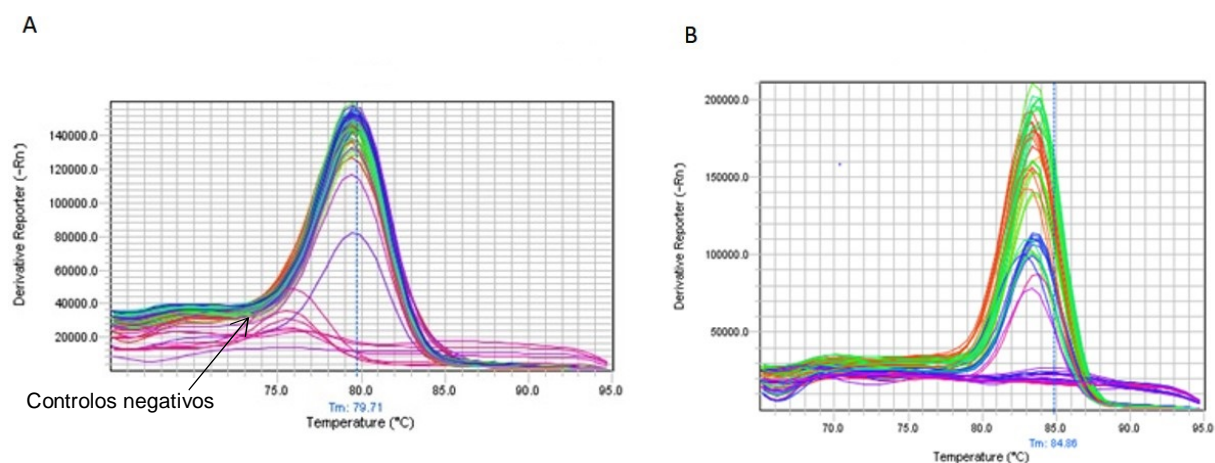 A
140000.0
120000.0
100000.0
80000.0
60000.0
40000.0
20000.0
Derivative Reporter (-Rn')
75.0 80.0 85.0 90.0 95.0
Tm: 79.71
Temperature (°C)
Controlos negativos
B
200000.0
150000.0
100000.0
50000.0
Derivative Reporter (-Rn')
70.0 75.0 80.0 85.0 90.0 95.0
Tm: 84.86
Temperature (°C)